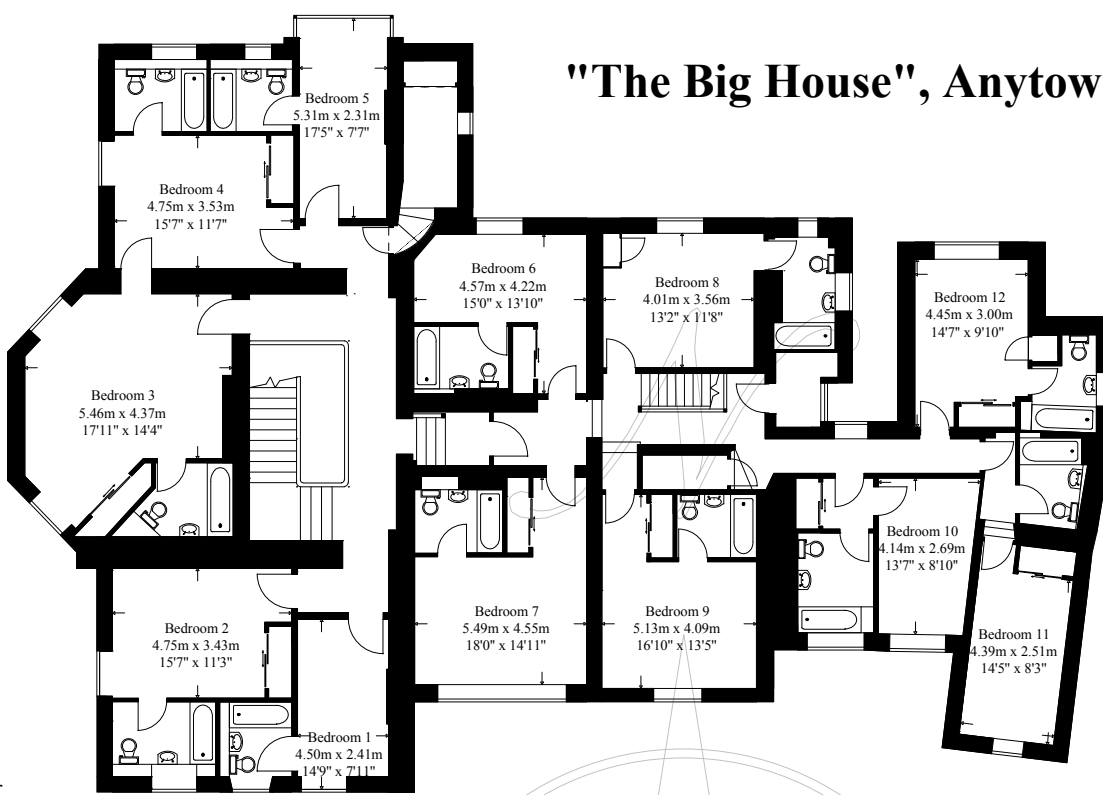 "The Big House", Anytow
Bedroom 5
5.31m x 2.31m
17'5" x 7'7"
Bedroom 4
4.75m x 3.53m
15'7" x 11'7"
Bedroom 6
4.57m x 4.22m
15'0" x 13'10"
Bedroom 8
4.01m x 3.56m
13'2" x 11'8"
Bedroom 12
4.45m x 3.00m
14'7" x 9'10"
Bedroom 3
5.46m x 4.37m
17'11" x 14'4"
Bedroom 10
4.14m x 2.69m
13'7" x 8'10"
Bedroom 7
5.49m x 4.55m
18'0" x 14'11"
Bedroom 9
5.13m x 4.09m
16'10" x 13'5"
Bedroom 2
4.75m x 3.43m
15'7" x 11'3"
Bedroom 11
4.39m x 2.51m
14'5" x 8'3"
Bedroom 1
4.50m x 2.41m
14'9" x 7'11"